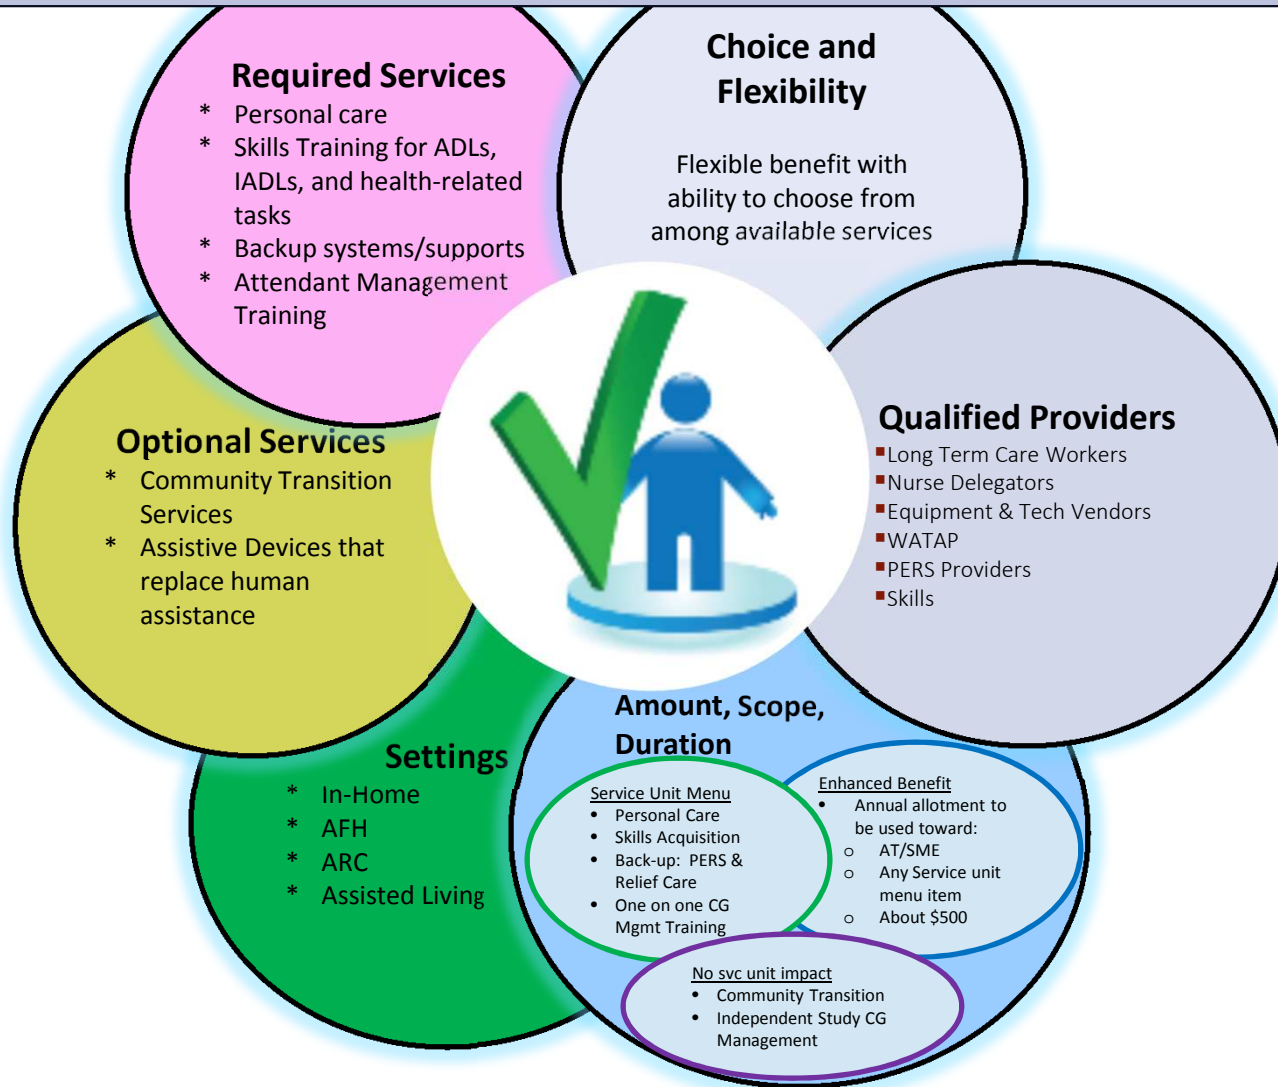 Required Services
* Personal care
* Skills Training for ADLs,
IADLs, and health-related
tasks
* Backup systems/supports
* Attendant Management
Training
Choice and
Flexibility
Flexible benefit with
ability to choose from
among available services
Optional Services
* Community Transition
Services
* Assistive Devices that
replace human
assistance
Qualified Providers
▪Long Term Care Workers
▪Nurse Delegators
▪Equipment & Tech Vendors
▪WATAP
▪PERS Providers
▪Skills
Settings
* In-Home
* AFH
* ARC
* Assisted Living
Amount, Scope,
Duration
Service Unit Menu
• Personal Care
• Skills Acquisition
• Back-up: PERS &
Relief Care
• One on one CG
Mgmt Training
Enhanced Benefit
• Annual allotment to
be used toward:
o AT/SME
o Any Service unit
menu item
o About $500
No svc unit impact
• Community Transition
• Independent Study CG
Management